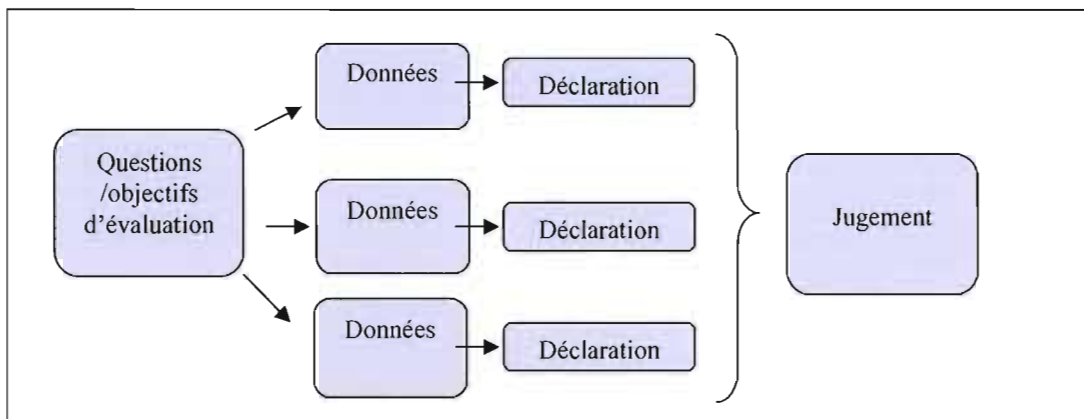 Questions
/objectifs
d'évaluation
Données
Déclaration
Données
Déclaration
Données
Déclaration
Jugement